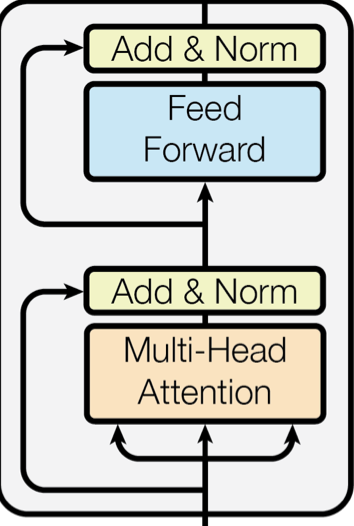 Add & Norm
Feed
Forward
Add & Norm
Multi-Head
Attention